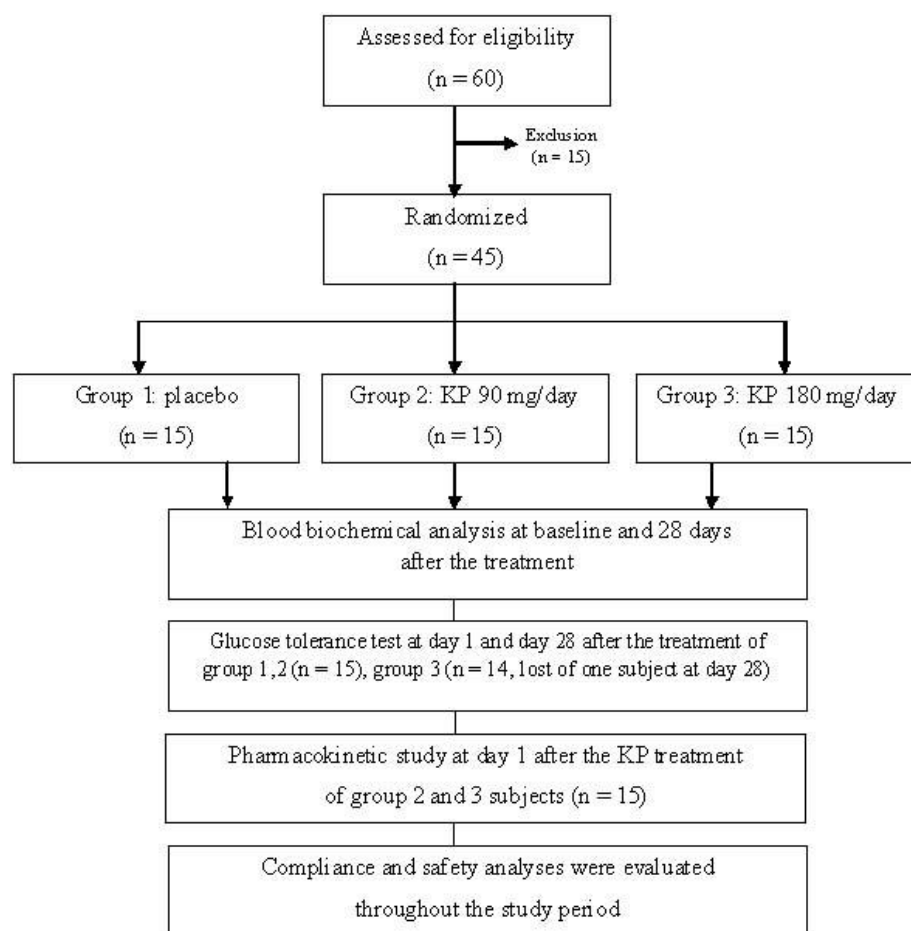 Assessed for eligibility
(n = 60)
Exclusion
(n = 15)
Randomized
(n = 45)
Group 1: placebo
(n = 15)
Group 2: KP 90 mg/day
(n = 15)
Group 3: KP 180 mg/day
(n = 15)
Blood biochemical analysis at baseline and 28 days
after the treatment
Glucose tolerance test at day 1 and day 28 after the treatment of
group 1,2 (n = 15), group 3 (n = 14, lost of one subject at day 28)
Pharmacokinetic study at day 1 after the KP treatment
of group 2 and 3 subjects (n = 15)
Compliance and safety analyses were evaluated
throughout the study period